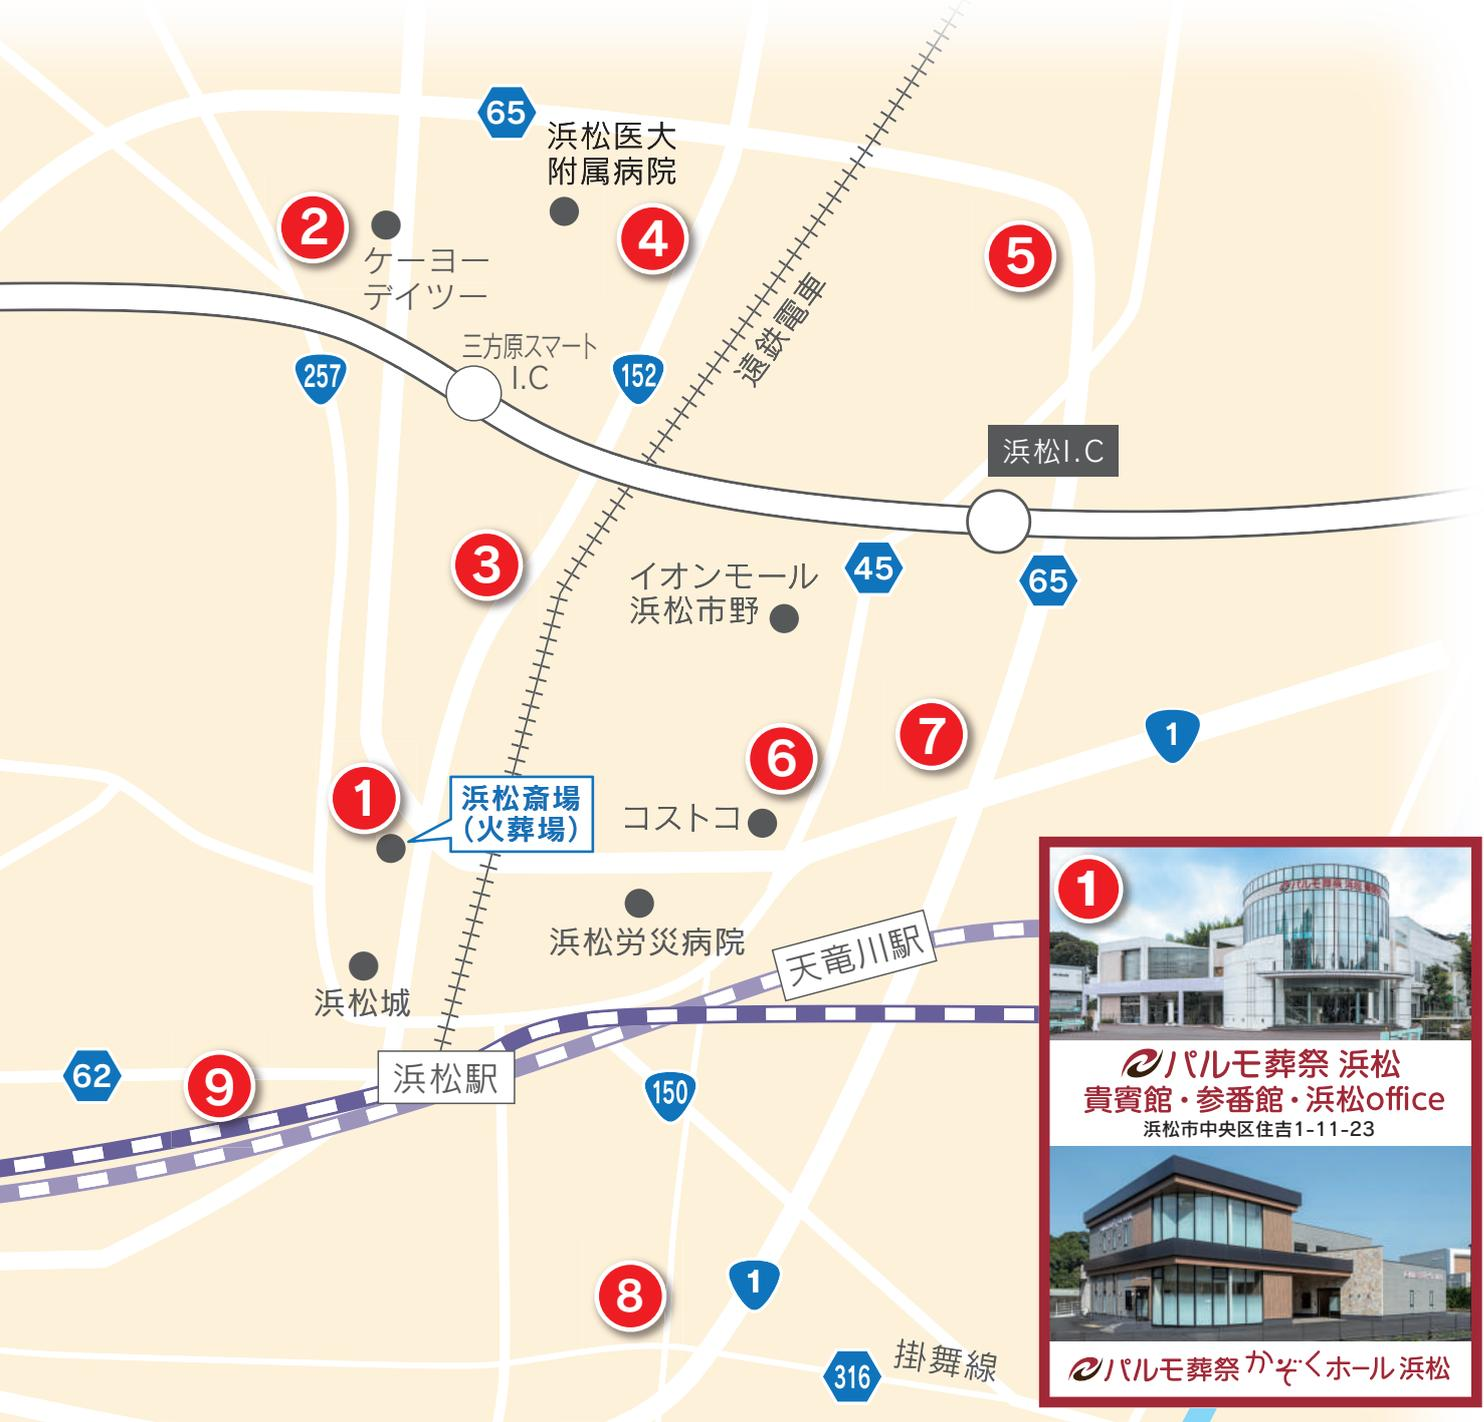 65
浜松医大
附属病院
2
4
5
ケーヨー
デイツー
遠鉄電車
三方原スマート
I.C
257
152
浜松I.C
3
イオンモール
浜松市野
45
65
7
1
6
1
浜松斎場
（火葬場）
コストコ
浜松労災病院
天竜川駅
浜松城
浜松駅
62
9
150
8
1
316
掛舞線
1
パルモ葬祭 浜松
貴賓館・参番館・浜松office
浜松市中央区住吉1-11-23
パルモ葬祭 かぞくホール 浜松